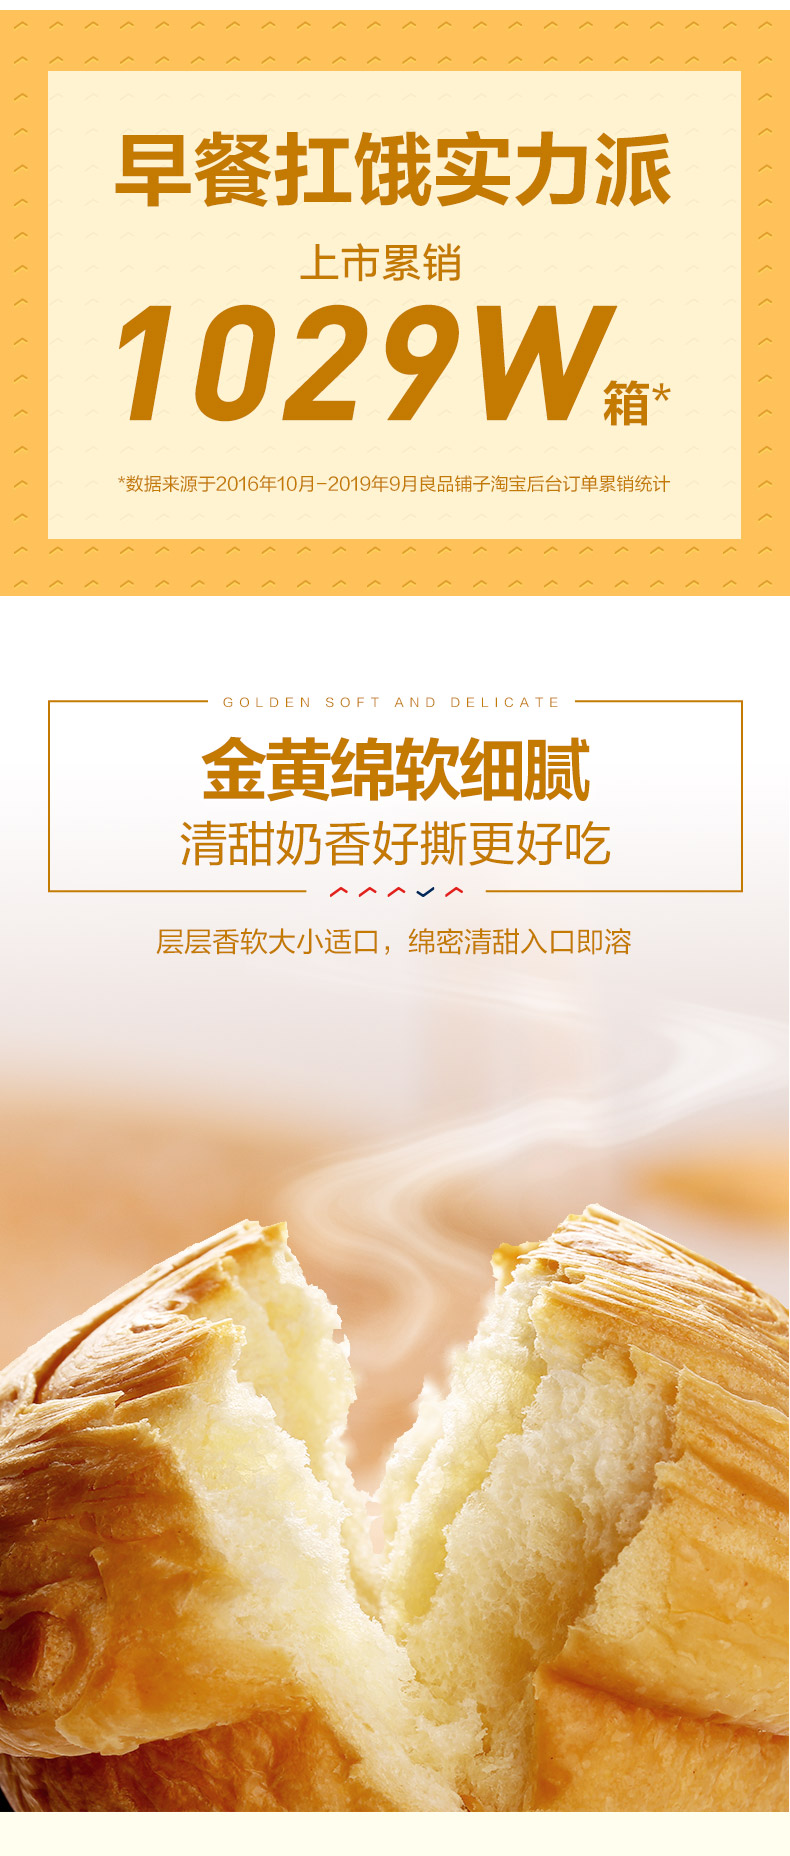 早餐扛饿实力派
上市累销
1029W箱*
*数据来源于2016年10月-2019年9月良品铺子淘宝后台订单累销统计
GOLDEN SOFT AND DELICATE
金黄绵软细腻
清甜奶香好撕更好吃
层层香软大小适口，绵密清甜入口即溶